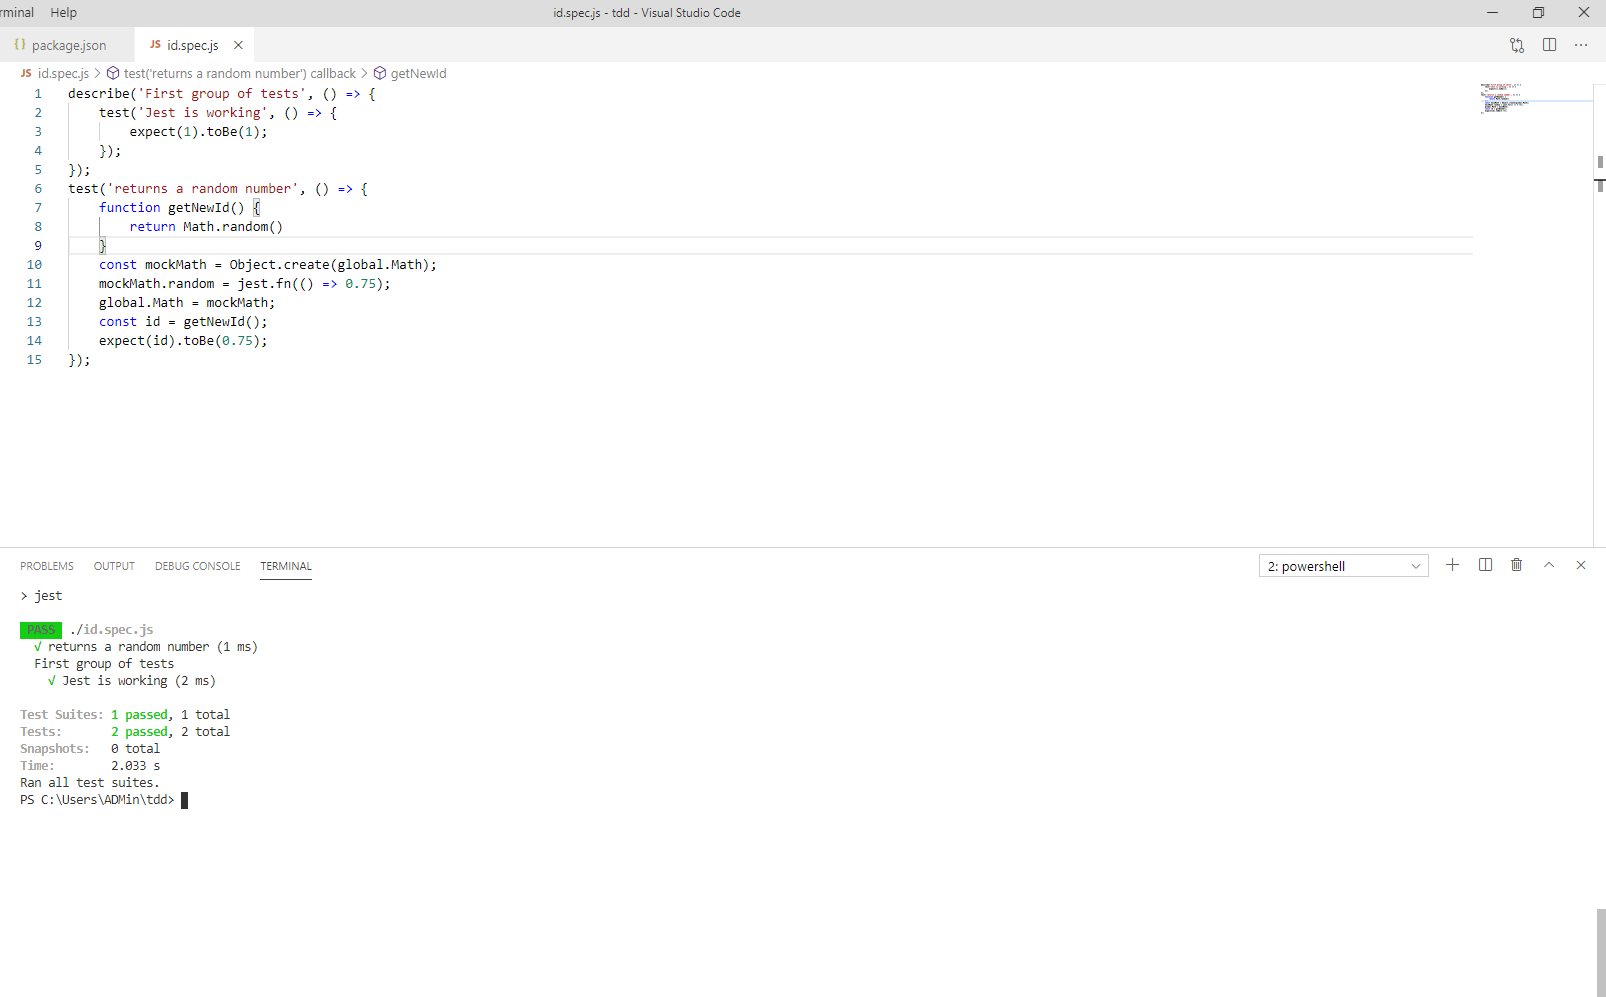 rminal Help id.spec.js - tdd - Visual Studio Code
{} package.json JS id.spec.js
JS id.spec.js > test('returns a random number') callback > getNewId
1 describe('First group of tests', () => {
2 test('Jest is working', () => {
3 expect(1).toBe(1);
4 });
5 });
6 test('returns a random number', () => {
7 function getNewId() {
8 return Math.random()
9 }
10 const mockMath = Object.create(global.Math);
11 mockMath.random = jest.fn(() => 0.75);
12 global.Math = mockMath;
13 const id = getNewId();
14 expect(id).toBe(0.75);
15 });
PROBLEMS OUTPUT DEBUG CONSOLE TERMINAL 2: powershell
> jest
PASS ./id.spec.js
√ returns a random number (1 ms)
First group of tests
√ Jest is working (2 ms)
Test Suites: 1 passed, 1 total
Tests: 2 passed, 2 total
Snapshots: 0 total
Time: 2.033 s
Ran all test suites.
PS C:\Users\ADMin\tdd>